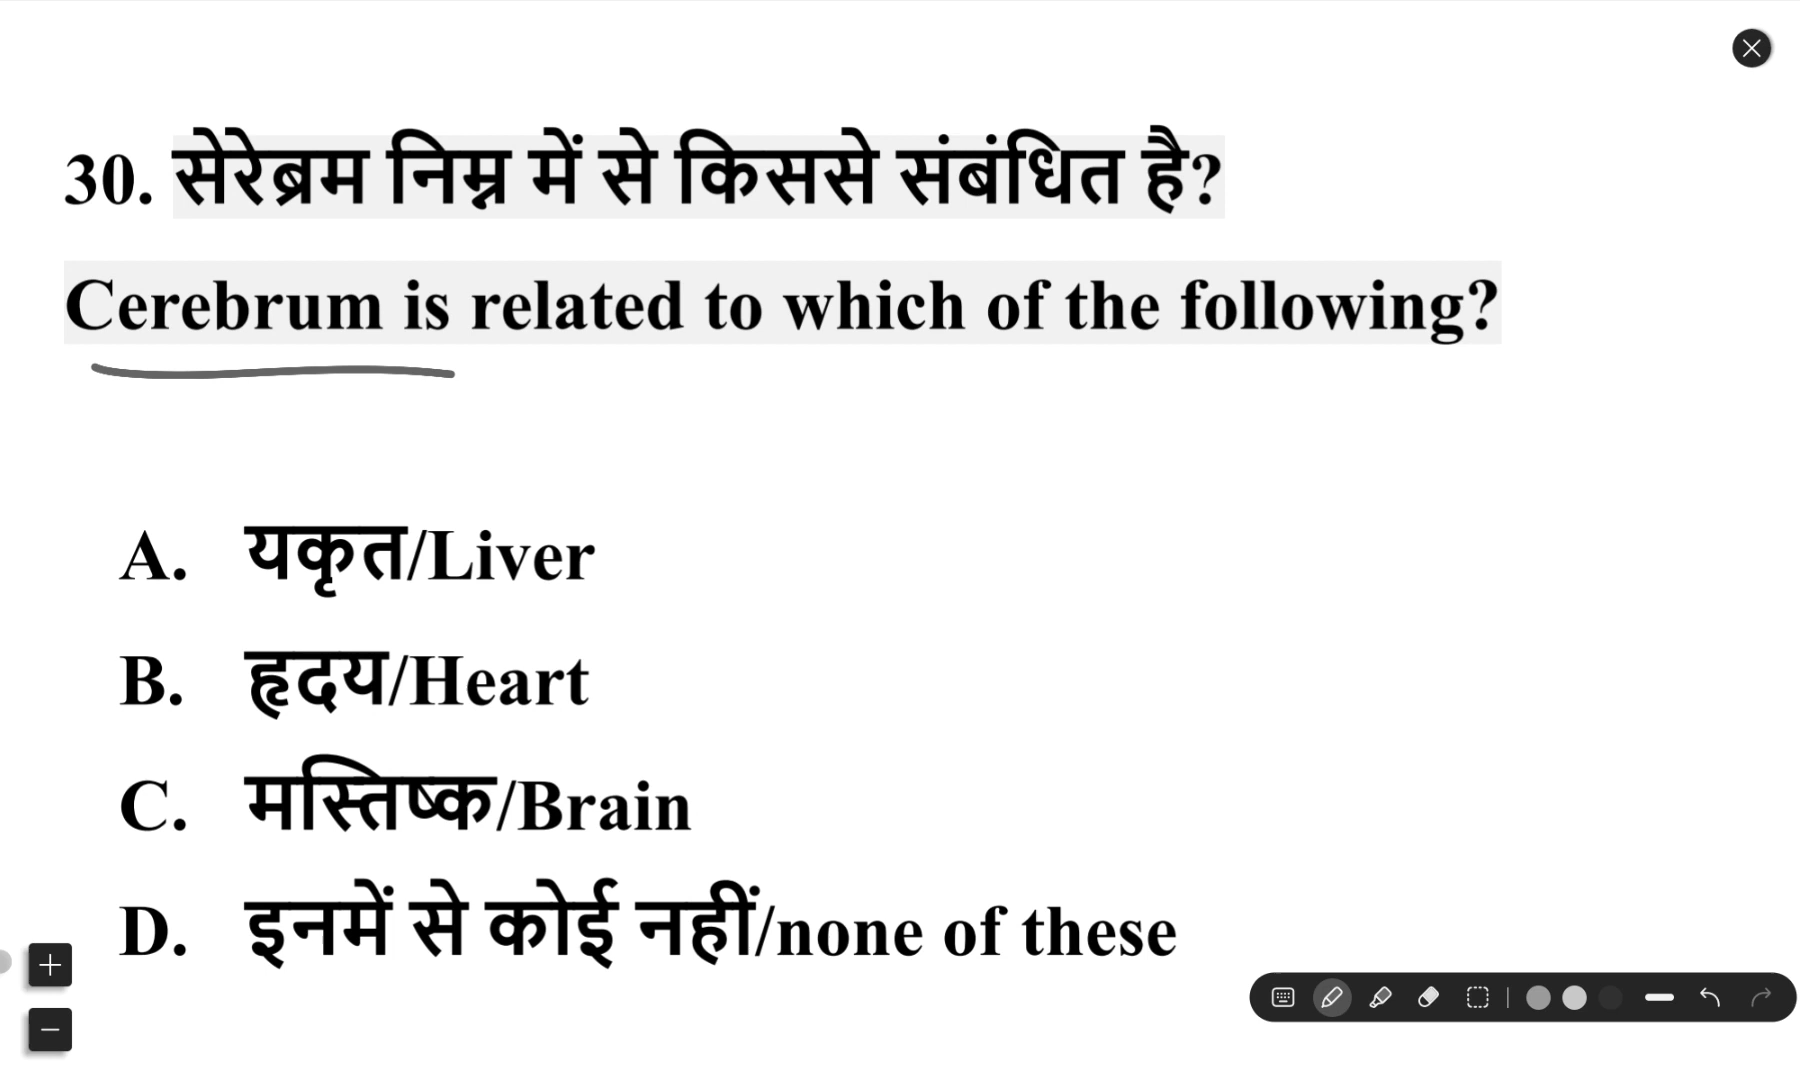 30. सेरेब्रम निम्न में से किससे संबंधित है?
Cerebrum is related to which of the following?
A. यकृत/Liver
B. हृदय/Heart
C. मस्तिष्क/Brain
D. इनमें से कोई नहीं/none of these